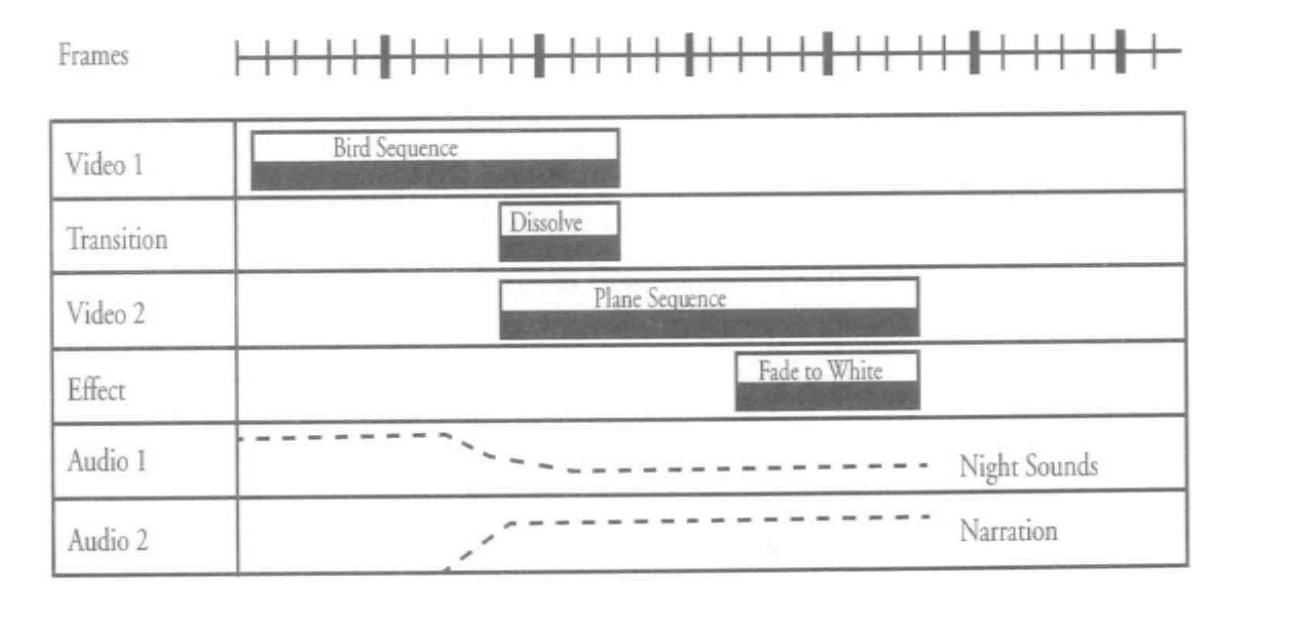 Frames
Video 1
Bird Sequence
Transition
Dissolve
Video 2
Plane Sequence
Effect
Fade to White
Audio 1
Night Sounds
Audio 2
Narration